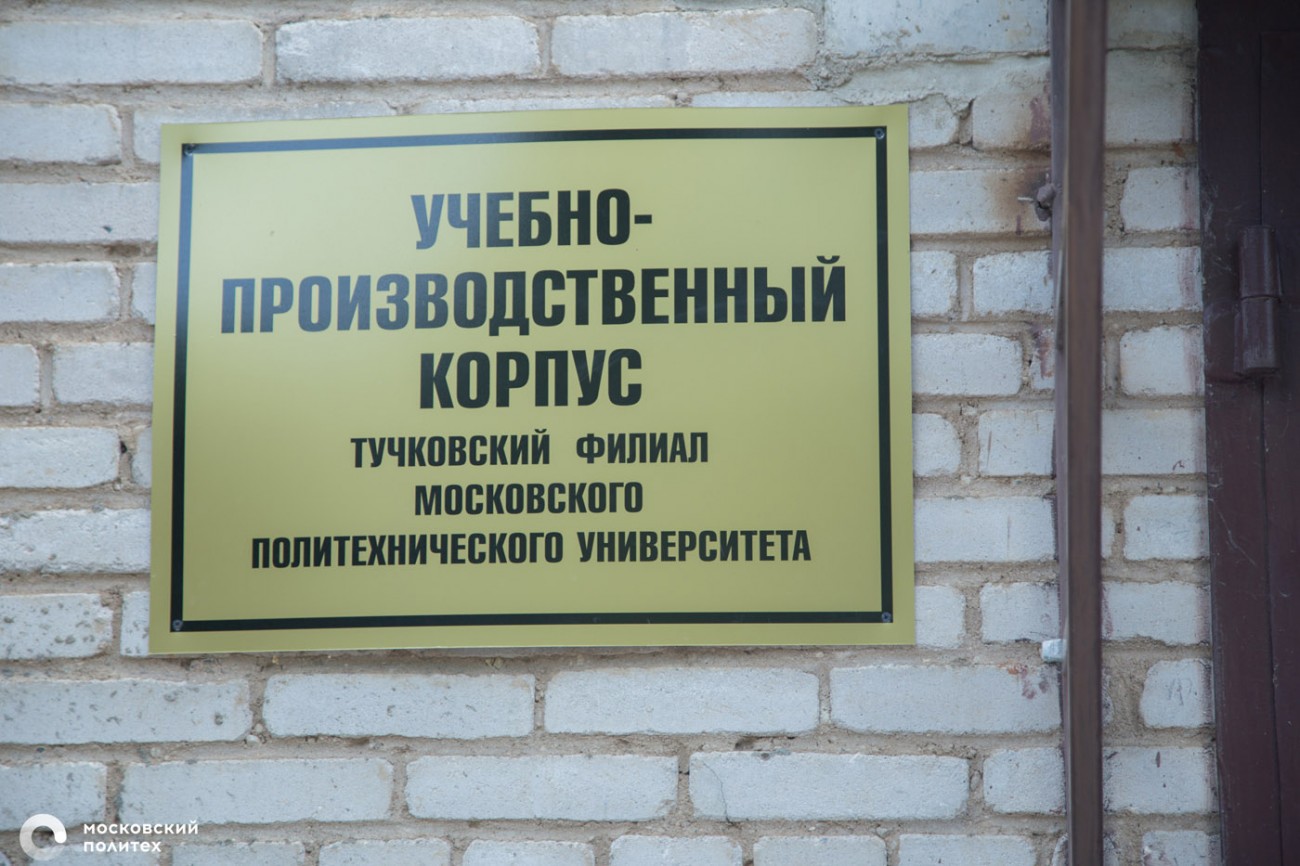 УЧЕБНО-
ПРОИЗВОДСТВЕННЫЙ
КОРПУС
ТУЧКОВСКИЙ ФИЛИАЛ
МОСКОВСКОГО
ПОЛИТЕХНИЧЕСКОГО УНИВЕРСИТЕТА
МОСКОВСКИЙ
ПОЛИТЕХ